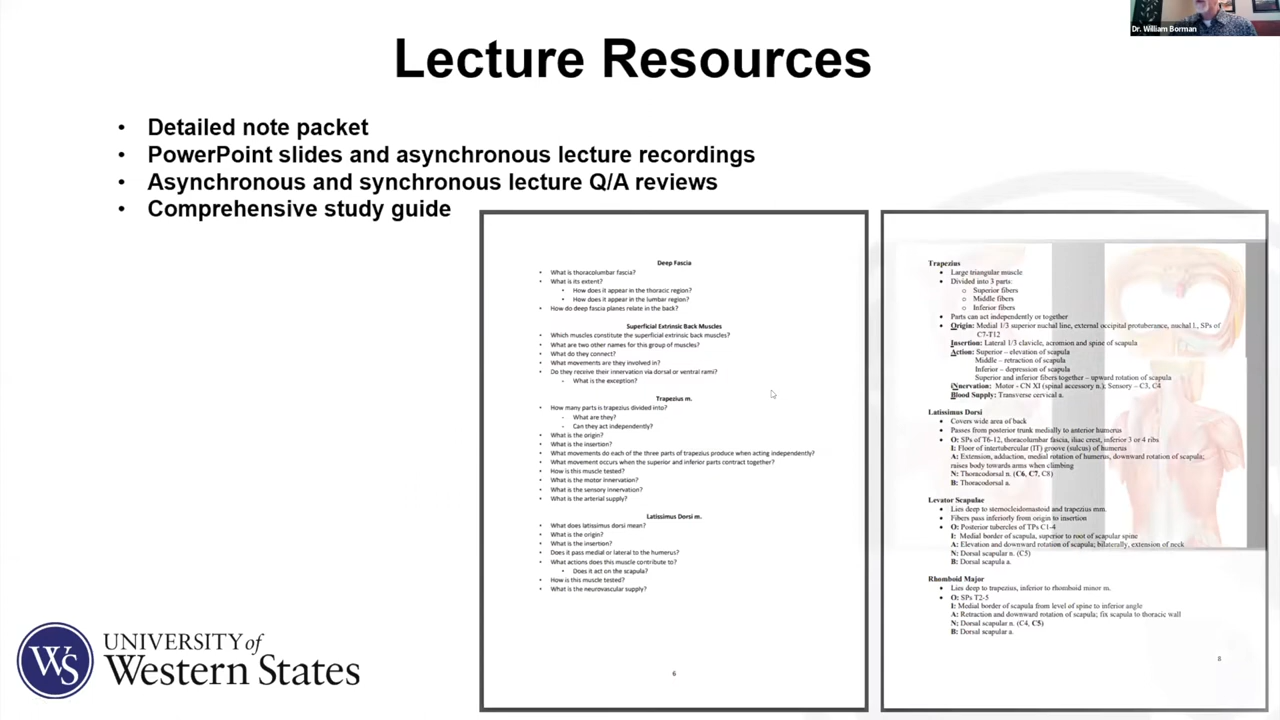 Dr. William Borman
Lecture Resources
• Detailed note packet
• PowerPoint slides and asynchronous lecture recordings
• Asynchronous and synchronous lecture Q/A reviews
• Comprehensive study guide
Deep Fascia
• What is thoracolumbar fascia?
• What is its extent?
• How does it appear in the thoracic region?
• How does it appear in the lumbar region?
• How do deep fascia planes relate in the back?
Superficial Extrinsic Back Muscles
• Which muscles constitute the superficial extrinsic back muscles?
• What are two other names for this group of muscles?
• What do they connect?
• What movements are they involved in?
• Do they receive their innervation via dorsal or ventral rami?
– What is the exception?
Trapezius m.
• How many parts is trapezius divided into?
– What are they?
– Can they act independently?
• What is the origin?
• What is the insertion?
• What movements do each of the three parts of trapezius produce when acting independently?
• What movement occurs when the superior and inferior parts contract together?
• How is this muscle tested?
• What is the motor innervation?
• What is the sensory innervation?
• What is the arterial supply?
Latissimus Dorsi m.
• What does latissimus dorsi mean?
• What is the origin?
• What is the insertion?
• Does it pass medial or lateral to the humerus?
• What actions does this muscle contribute to?
• Does it act on the scapula?
• How is this muscle tested?
• What is the neurovascular supply?
6
Trapezius
• Large triangular muscle
• Divided into 3 parts:
o Superior fibers
o Middle fibers
o Inferior fibers
• Parts can act independently or together
• Origin: Medial 1/3 superior nuchal line, external occipital protuberance, nuchal l., SPs of
C7-T12
Insertion: Lateral 1/3 clavicle, acromion and spine of scapula
Action: Superior – elevation of scapula
Middle – retraction of scapula
Inferior – depression of scapula
Superior and inferior fibers together – upward rotation of scapula
iNnervation: Motor - CN XI (spinal accessory n.); Sensory – C3, C4
Blood Supply: Transverse cervical a.
Latissimus Dorsi
• Covers wide area of back
• Passes from posterior trunk medially to anterior humerus
• O: SPs of T6-12, thoracolumbar fascia, iliac crest, inferior 3 or 4 ribs
I: Floor of intertubercular (IT) groove (sulcus) of humerus
A: Extension, adduction, medial rotation of humerus, downward rotation of scapula;
raises body towards arms when climbing
N: Thoracodorsal n. (C6, C7, C8)
B: Thoracodorsal a.
Levator Scapulae
• Lies deep to sternocleidomastoid and trapezius mm.
• Fibers pass inferiorly from origin to insertion
• O: Posterior tubercles of TPs C1-4
I: Medial border of scapula, superior to root of scapular spine
A: Elevation and downward rotation of scapula; bilaterally, extension of neck
N: Dorsal scapular n. (C5)
B: Dorsal scapula a.
Rhomboid Major
• Lies deep to trapezius, inferior to rhomboid minor m.
• O: SPs T2-5
I: Medial border of scapula from level of spine to inferior angle
A: Retraction and downward rotation of scapula; fix scapula to thoracic wall
N: Dorsal scapular n. (C4, C5)
B: Dorsal scapular a.
8
WS
UNIVERSITY of
Western States